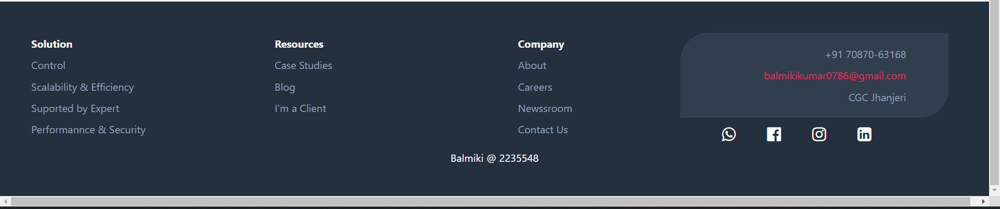 Solution
Control
Scalability & Efficiency
Suported by Expert
Performannce & Security
Resources
Case Studies
Blog
I'm a Client
Company
About
Careers
Newssroom
Contact Us
+91 70870-63168
balmikikumar0786@gmail.com
CGC Jhanjeri
Balmiki @ 2235548